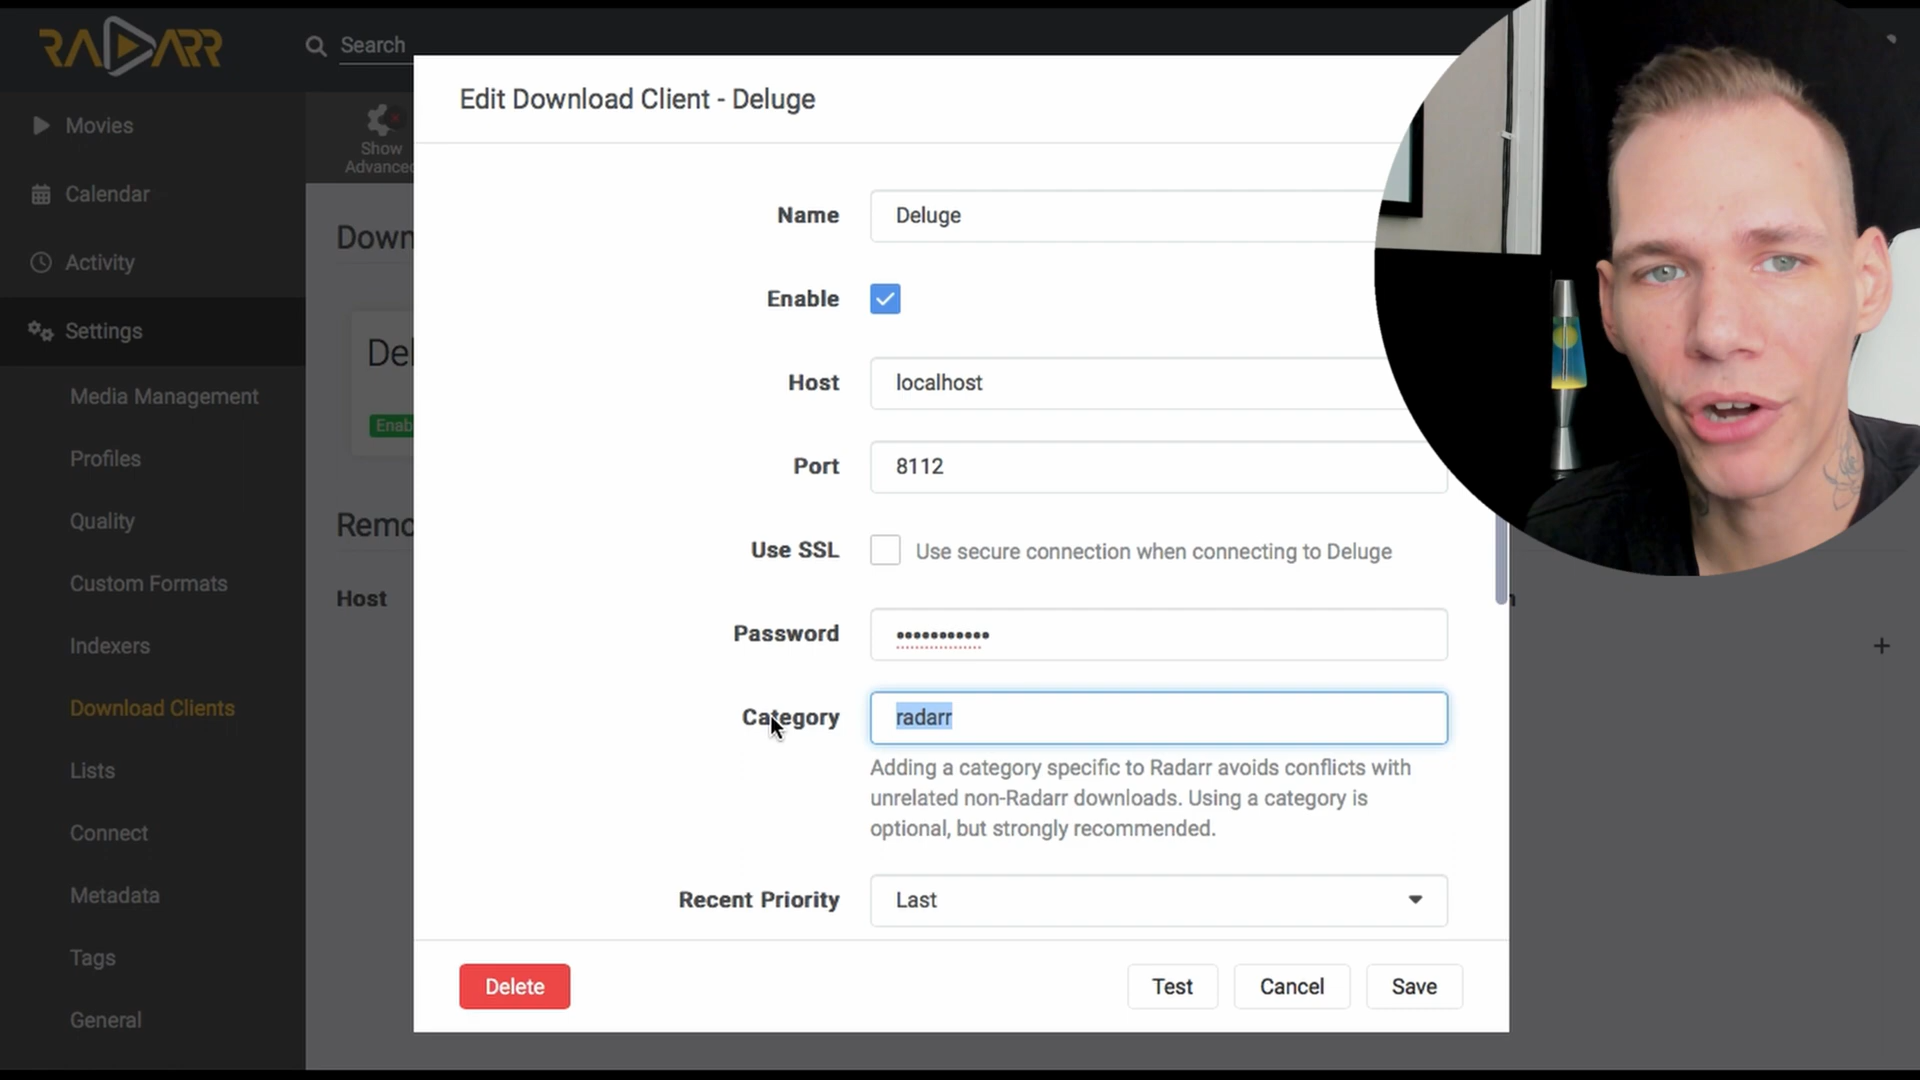 RADARR
Search
Movies
Calendar
Activity
Settings
Media Management
Profiles
Quality
Custom Formats
Indexers
Download Clients
Lists
Connect
Metadata
Tags
General
Show
Advanced
Down
Del
Enab
Remo
Host
Edit Download Client - Deluge
Name
Deluge
Enable
Host
localhost
Port
8112
Use SSL
Use secure connection when connecting to Deluge
Password
•••••••••••
Category
radarr
Adding a category specific to Radarr avoids conflicts with
unrelated non-Radarr downloads. Using a category is
optional, but strongly recommended.
Recent Priority
Last
Delete
Test
Cancel
Save